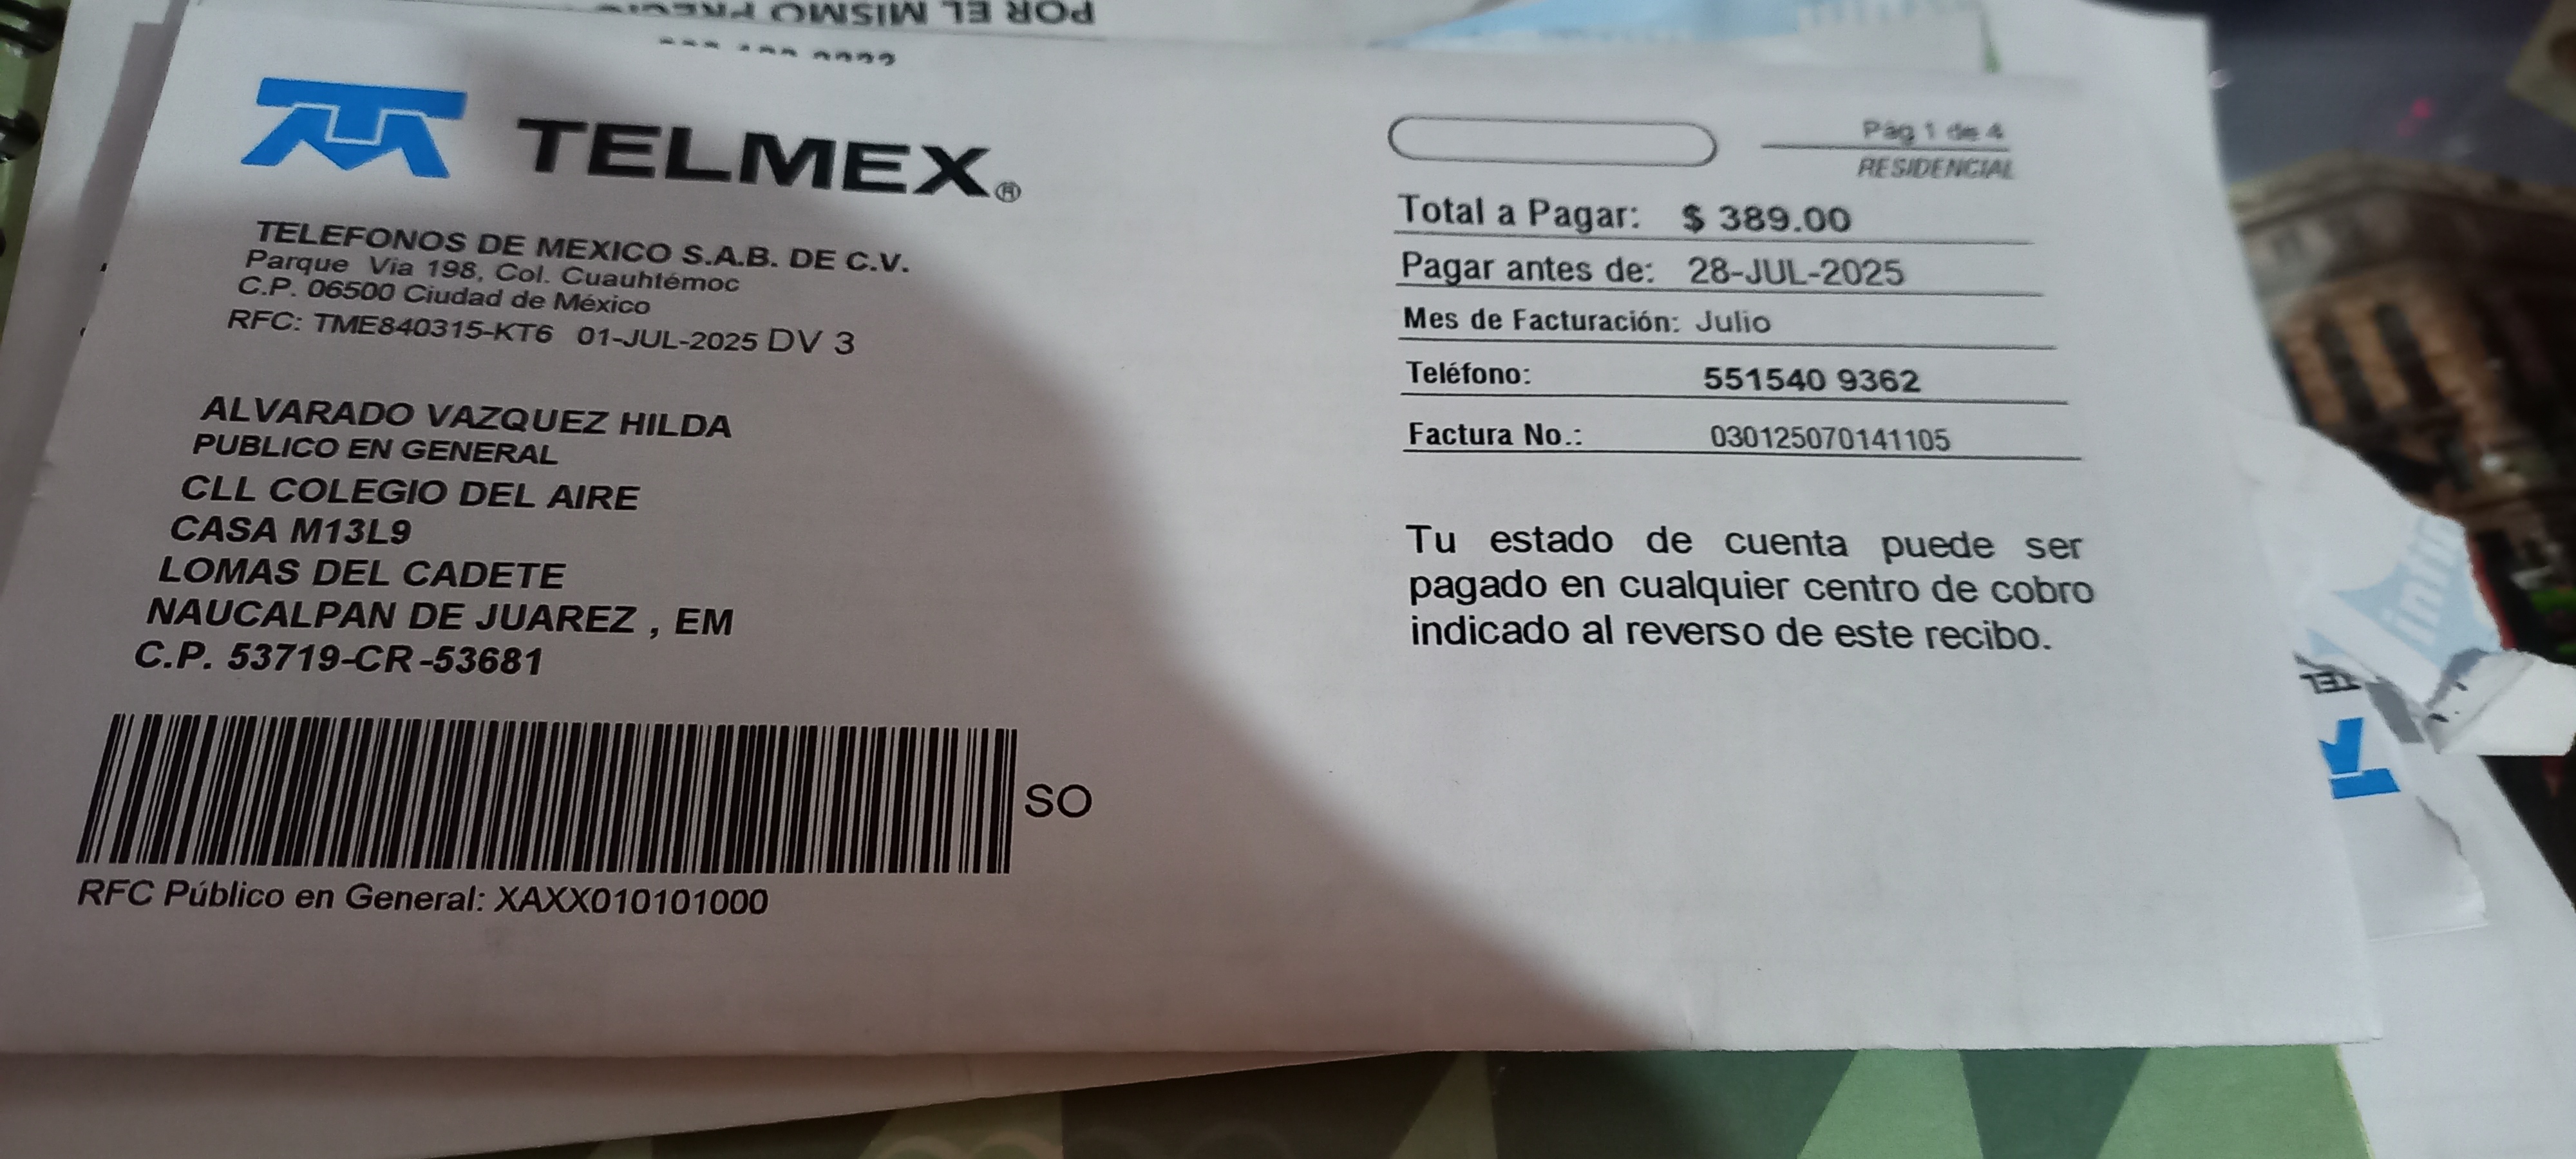 POR EL MISMO
TELMEX®
TELEFONOS DE MEXICO S.A.B. DE C.V.
Parque Via 198, Col. Cuauhtémoc
C.P. 06500 Ciudad de México
RFC: TME840315-KT6 01-JUL-2025 DV 3
ALVARADO VAZQUEZ HILDA
PUBLICO EN GENERAL
CLL COLEGIO DEL AIRE
CASA M13L9
LOMAS DEL CADETE
NAUCALPAN DE JUAREZ , EM
C.P. 53719-CR-53681
SO
RFC Público en General: XAXX010101000
Pág 1 de 4
RESIDENCIAL
Total a Pagar: $ 389.00
Pagar antes de: 28-JUL-2025
Mes de Facturación: Julio
Teléfono: 551540 9362
Factura No.: 030125070141105
Tu estado de cuenta puede ser
pagado en cualquier centro de cobro
indicado al reverso de este recibo.
TEL